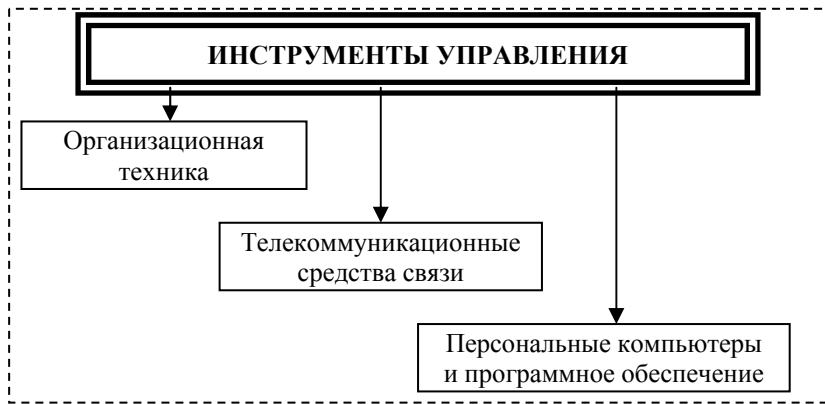 ИНСТРУМЕНТЫ УПРАВЛЕНИЯ
Организационная
техника
Телекоммуникационные
средства связи
Персональные компьютеры
и программное обеспечение